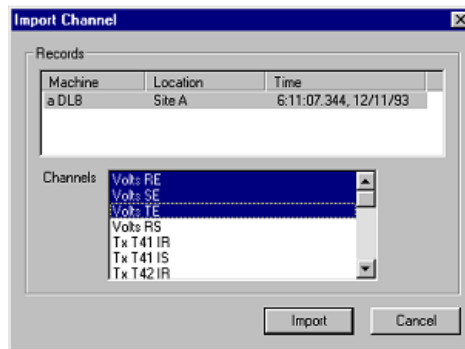 Import Channel
Records
Machine Location Time
a DL8 Site A 6:11:07.344, 12/11/93
Channels
Volts RE
Volts SE
Volts TE
Volts RS
Tx T41 IR
Tx T41 IS
Tx T42 IR
Import Cancel